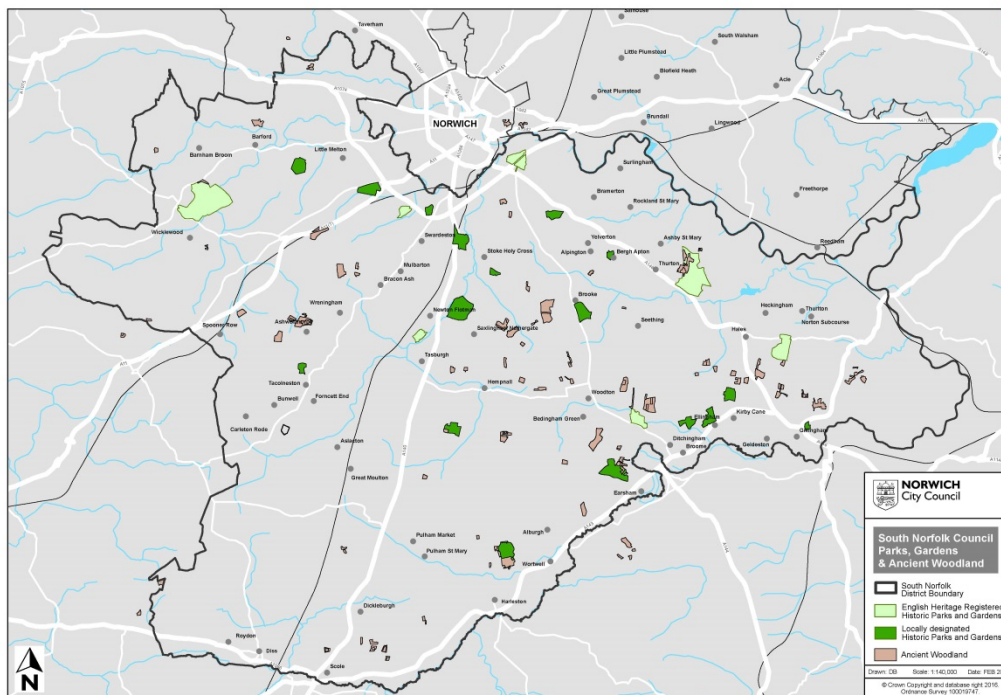 Taverham
Salhouse
South Walsham
Little Plumstead
Blofield Heath
Great Plumstead
Acle
NORWICH
Brundall
Lingwood
Barford
Barnham Broom
Little Melton
Surlingham
Bramerton
Freethorpe
Rockland St Mary
Wicklewood
Swardeston
Yelverton
Ashby St Mary
Reedham
Stoke Holy Cross
Alpington
Bergh Apton
Thurton
Mulbarton
Bracon Ash
Wreningham
Brooke
Heckingham
Thurlton
Norton Subcourse
Newton Flotman
Seething
Spooner Row
Saxlingham Nethergate
Hales
Tasburgh
Tacolneston
Hempnall
Woodton
Bunwell
Forncett End
Bedingham Green
Kirby Cane
Carleton Rode
Aslacton
Ditchingham
Broome
Geldeston
Great Moulton
Earsham
Alburgh
Pulham Market
Pulham St Mary
Wortwell
Harleston
Dickleburgh
Roydon
Diss
Scole
N
NORWICH
City Council
South Norfolk Council
Parks, Gardens
& Ancient Woodland
South Norfolk
District Boundary
English Heritage Registered
Historic Parks and Gardens
Locally designated
Historic Parks and Gardens
Ancient Woodland
Drawn: DB Scale: 1:140,000 Date: FEB
© Crown Copyright and database right 2016.
Ordnance Survey 100019747.